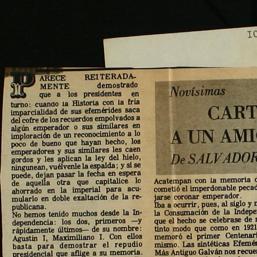 IC
PARECE REITERADA-
MENTE demostrado
que a los presidentes en
turno: cuando la Historia con la fría
imparcialidad de sus efemérides saca
del cofre de los recuerdos empolvados a
algún emperador o sus similares en
imploración de un reconocimiento a lo
poco de bueno que hayan hecho, los
emperadores y sus similares les caen
gordos y les aplican la ley del hielo,
ningunean, vuélvenle la espalda; y si se
puede, dejan pasar la fecha en espera
de aquella otra que capitalice lo
ahorrado en la imperial para acu-
mularlo en doble exaltación de la re-
publicana.
No hemos tenido muchos desde la In-
dependencia: los dos, primeros —y
rápidamente últimos— de su nombre:
Agustín I, Maximiliano I. Con ellos
basta para demostrar el repudio
presidencial que aflige a su memoria.
Novísimas
CART
A UN AMI
De SALVADOR
Acatempan con la memoria
cometió el imperdonable pecad
jarse coronar emperador.
Iba a ocurrir, pues, al siglo y
la Consumación de la Indepe
que el hecho se celebrase de
tinto modo que como en 1921
memoró el primer Centenario
mismo. Las sintéticas Efemé
Más Antiguo Galván nos recuer